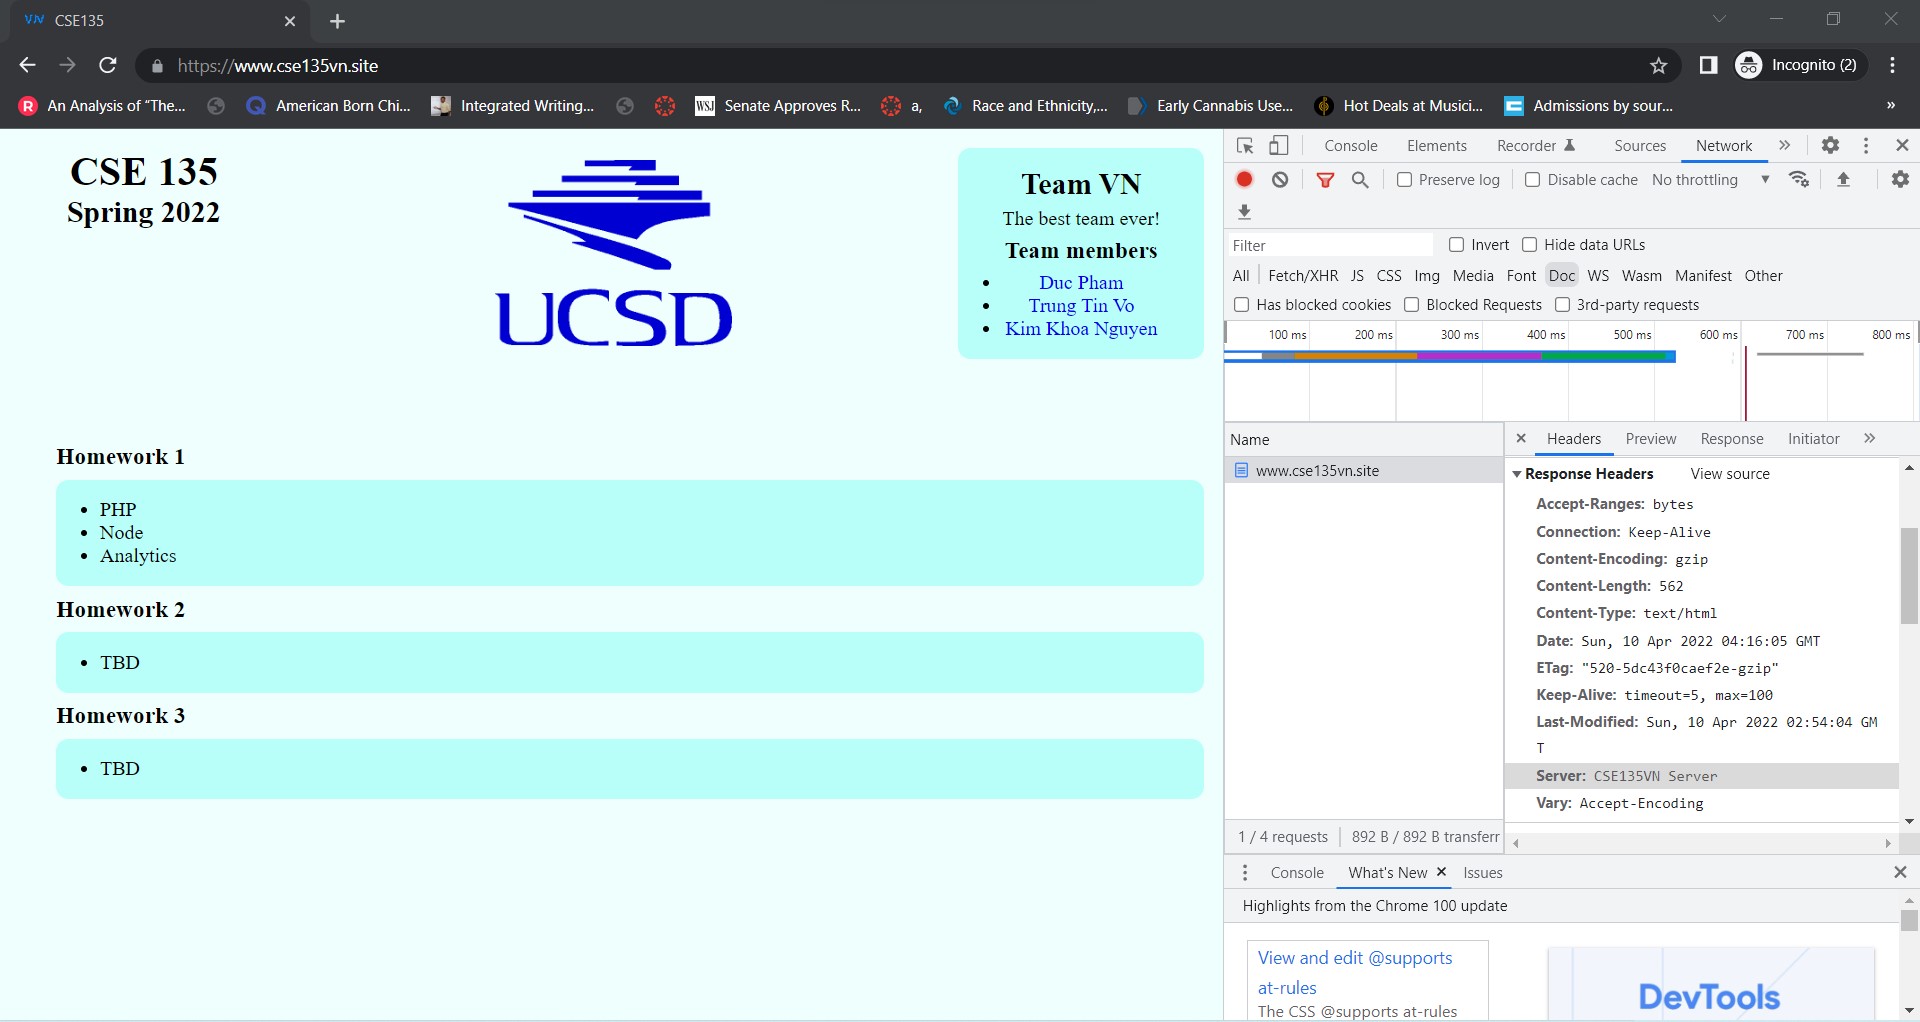 VN CSE135
https://www.cse135vn.site
Incognito (2)
R An Analysis of “The...
American Born Chi...
Integrated Writing...
WSJ Senate Approves R...
a,
Race and Ethnicity,...
Early Cannabis Use...
Hot Deals at Musici...
Admissions by sour...
»
CSE 135
Spring 2022
UCSD
Team VN
The best team ever!
Team members
• Duc Pham
• Trung Tin Vo
• Kim Khoa Nguyen
Homework 1
• PHP
• Node
• Analytics
Homework 2
• TBD
Homework 3
• TBD
Console Elements Recorder Sources Network »
Preserve log Disable cache No throttling
Filter Invert Hide data URLs
All Fetch/XHR JS CSS Img Media Font Doc WS Wasm Manifest Other
Has blocked cookies Blocked Requests 3rd-party requests
100 ms 200 ms 300 ms 400 ms 500 ms 600 ms 700 ms 800 ms
Name
www.cse135vn.site
1 / 4 requests 892 B / 892 B transferr
Headers Preview Response Initiator »
Response Headers View source
Accept-Ranges: bytes
Connection: Keep-Alive
Content-Encoding: gzip
Content-Length: 562
Content-Type: text/html
Date: Sun, 10 Apr 2022 04:16:05 GMT
ETag: "520-5dc43f0caef2e-gzip"
Keep-Alive: timeout=5, max=100
Last-Modified: Sun, 10 Apr 2022 02:54:04 GM
T
Server: CSE135VN Server
Vary: Accept-Encoding
Console What's New Issues
Highlights from the Chrome 100 update
View and edit @supports
at-rules
The CSS @supports at-rules
DevTools